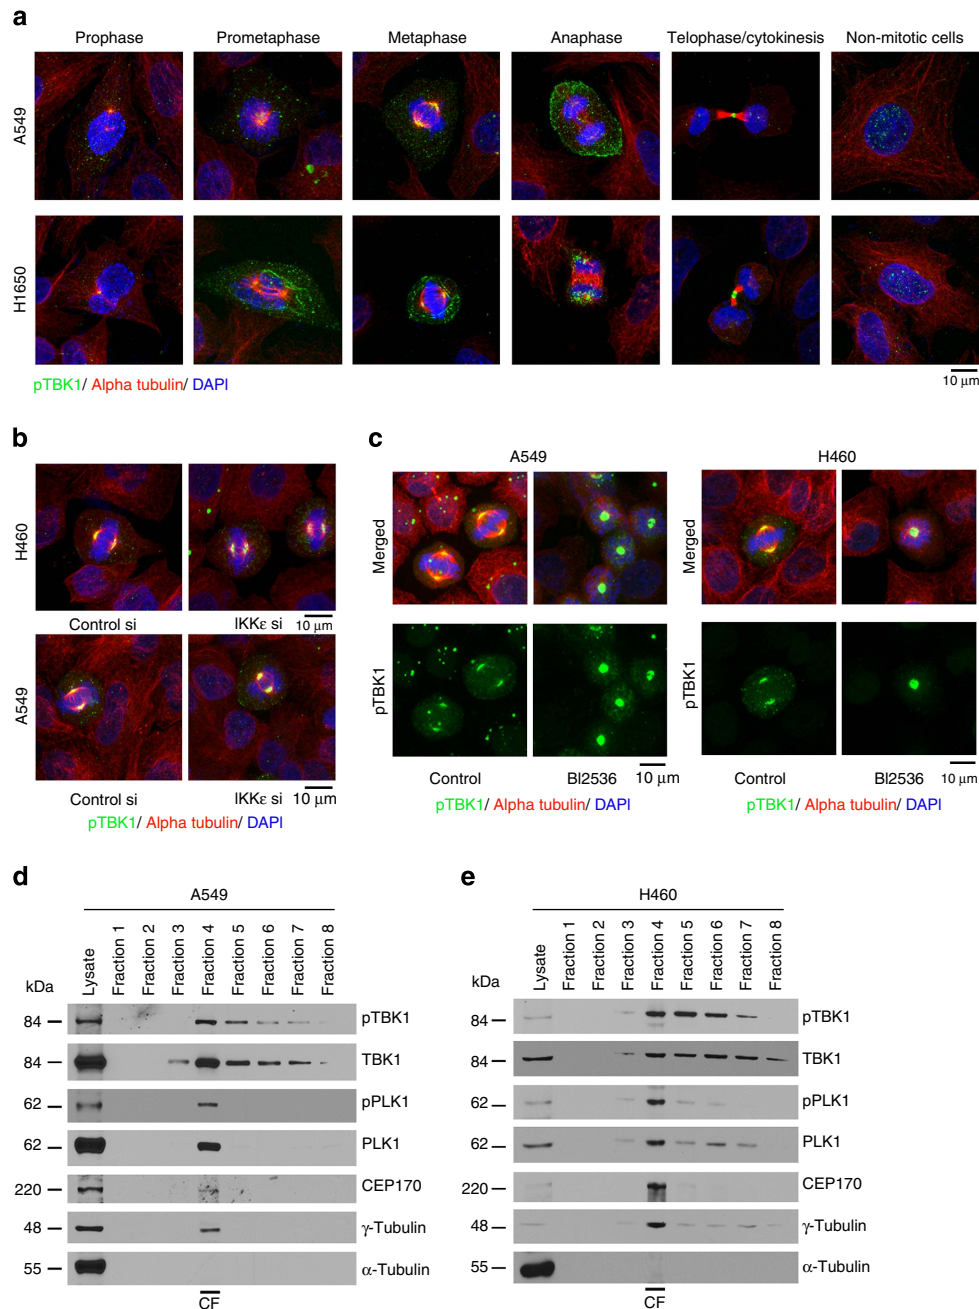 a
Prophase
Prometaphase
Metaphase
Anaphase
Telophase/cytokinesis
Non-mitotic cells
A549
H1650
pTBK1/ Alpha tubulin/ DAPI
10 µm
b
H460
Control si
IKKε si
10 µm
A549
Control si
IKKε si
10 µm
pTBK1/ Alpha tubulin/ DAPI
c
A549
H460
Merged
Merged
pTBK1
pTBK1
Control
BI2536
10 µm
Control
BI2536
10 µm
pTBK1/ Alpha tubulin/ DAPI
pTBK1/ Alpha tubulin/ DAPI
d
A549
kDa
Lysate
Fraction 1
Fraction 2
Fraction 3
Fraction 4
Fraction 5
Fraction 6
Fraction 7
Fraction 8
84
pTBK1
84
TBK1
62
pPLK1
62
PLK1
220
CEP170
48
γ-Tubulin
55
α-Tubulin
CF
e
H460
kDa
Lysate
Fraction 1
Fraction 2
Fraction 3
Fraction 4
Fraction 5
Fraction 6
Fraction 7
Fraction 8
84
pTBK1
84
TBK1
62
pPLK1
62
PLK1
220
CEP170
48
γ-Tubulin
55
α-Tubulin
CF